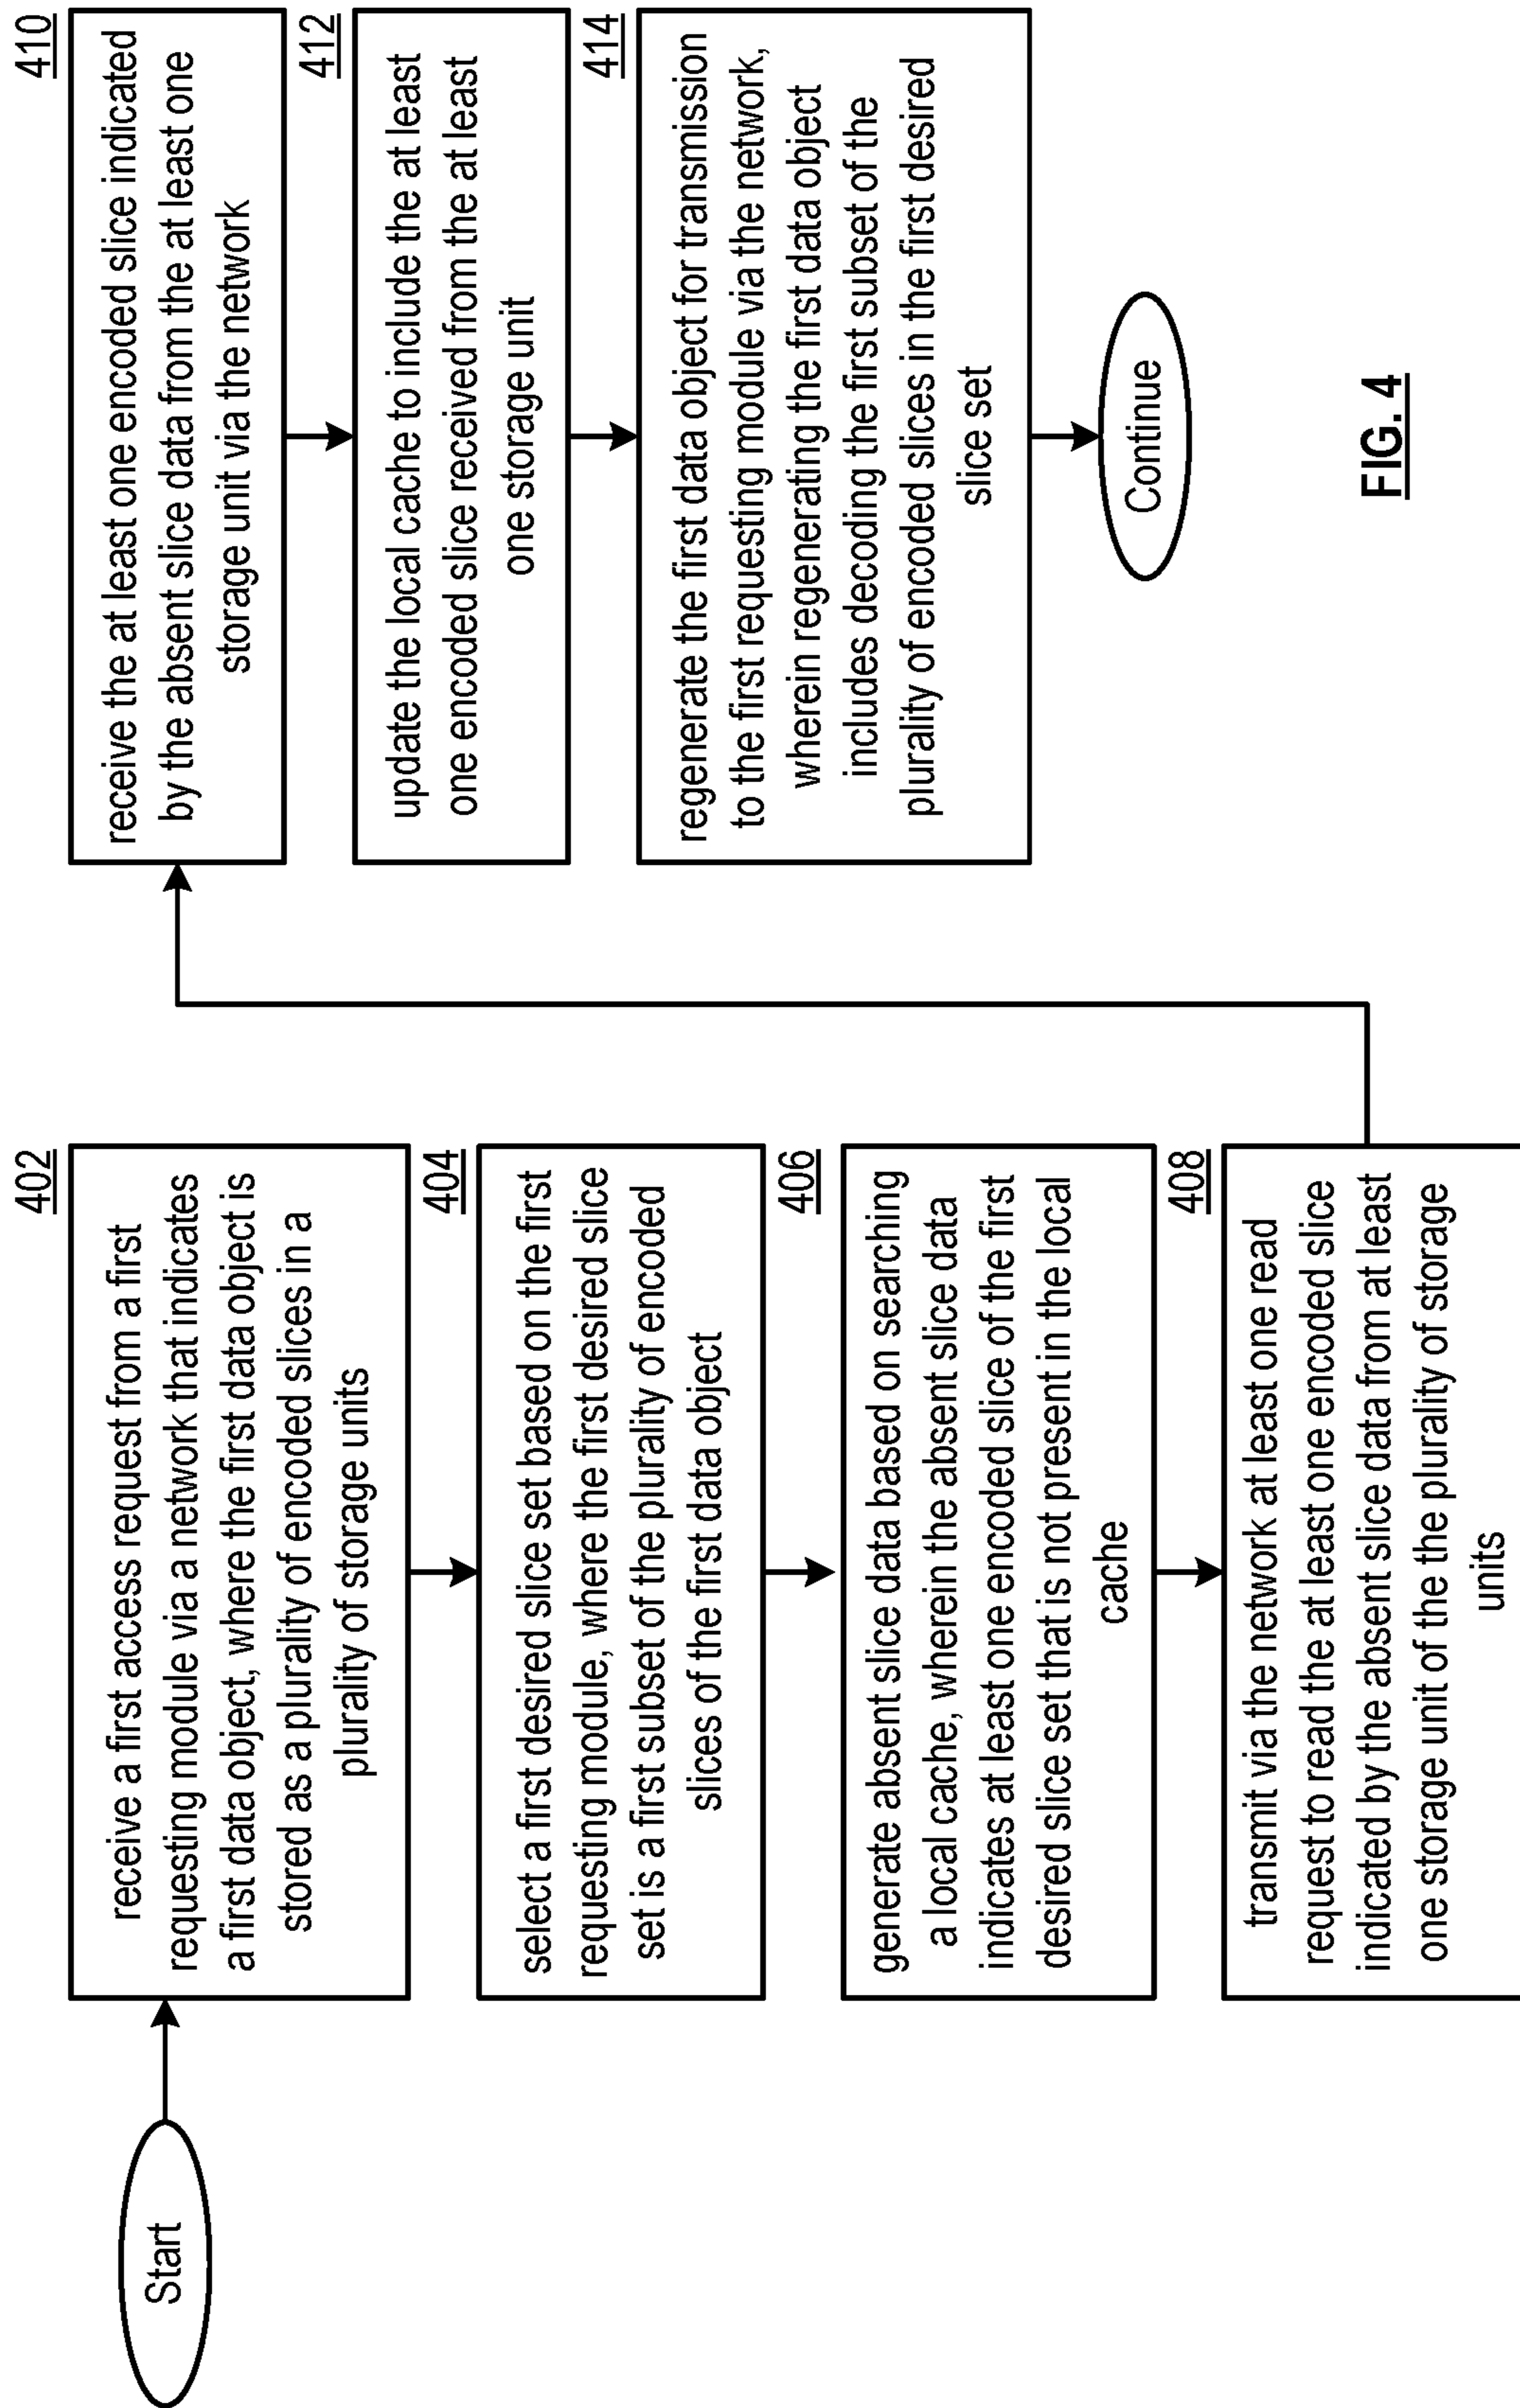 Start
402
receive a first access request from a first
requesting module via a network that indicates
a first data object, where the first data object is
stored as a plurality of encoded slices in a
plurality of storage units
404
select a first desired slice set based on the first
requesting module, where the first desired slice
set is a first subset of the plurality of encoded
slices of the first data object
406
generate absent slice data based on searching
a local cache, wherein the absent slice data
indicates at least one encoded slice of the first
desired slice set that is not present in the local
cache
408
transmit via the network at least one read
request to read the at least one encoded slice
indicated by the absent slice data from at least
one storage unit of the plurality of storage
units
410
receive the at least one encoded slice indicated
by the absent slice data from the at least one
storage unit via the network
412
update the local cache to include the at least
one encoded slice received from the at least
one storage unit
414
regenerate the first data object for transmission
to the first requesting module via the network,
wherein regenerating the first data object
includes decoding the first subset of the
plurality of encoded slices in the first desired
slice set
Continue
FIG. 4